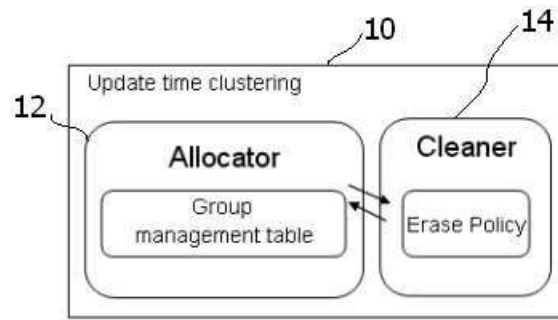 10
14
Update time clustering
12
Allocator
Cleaner
Group
management table
Erase Policy